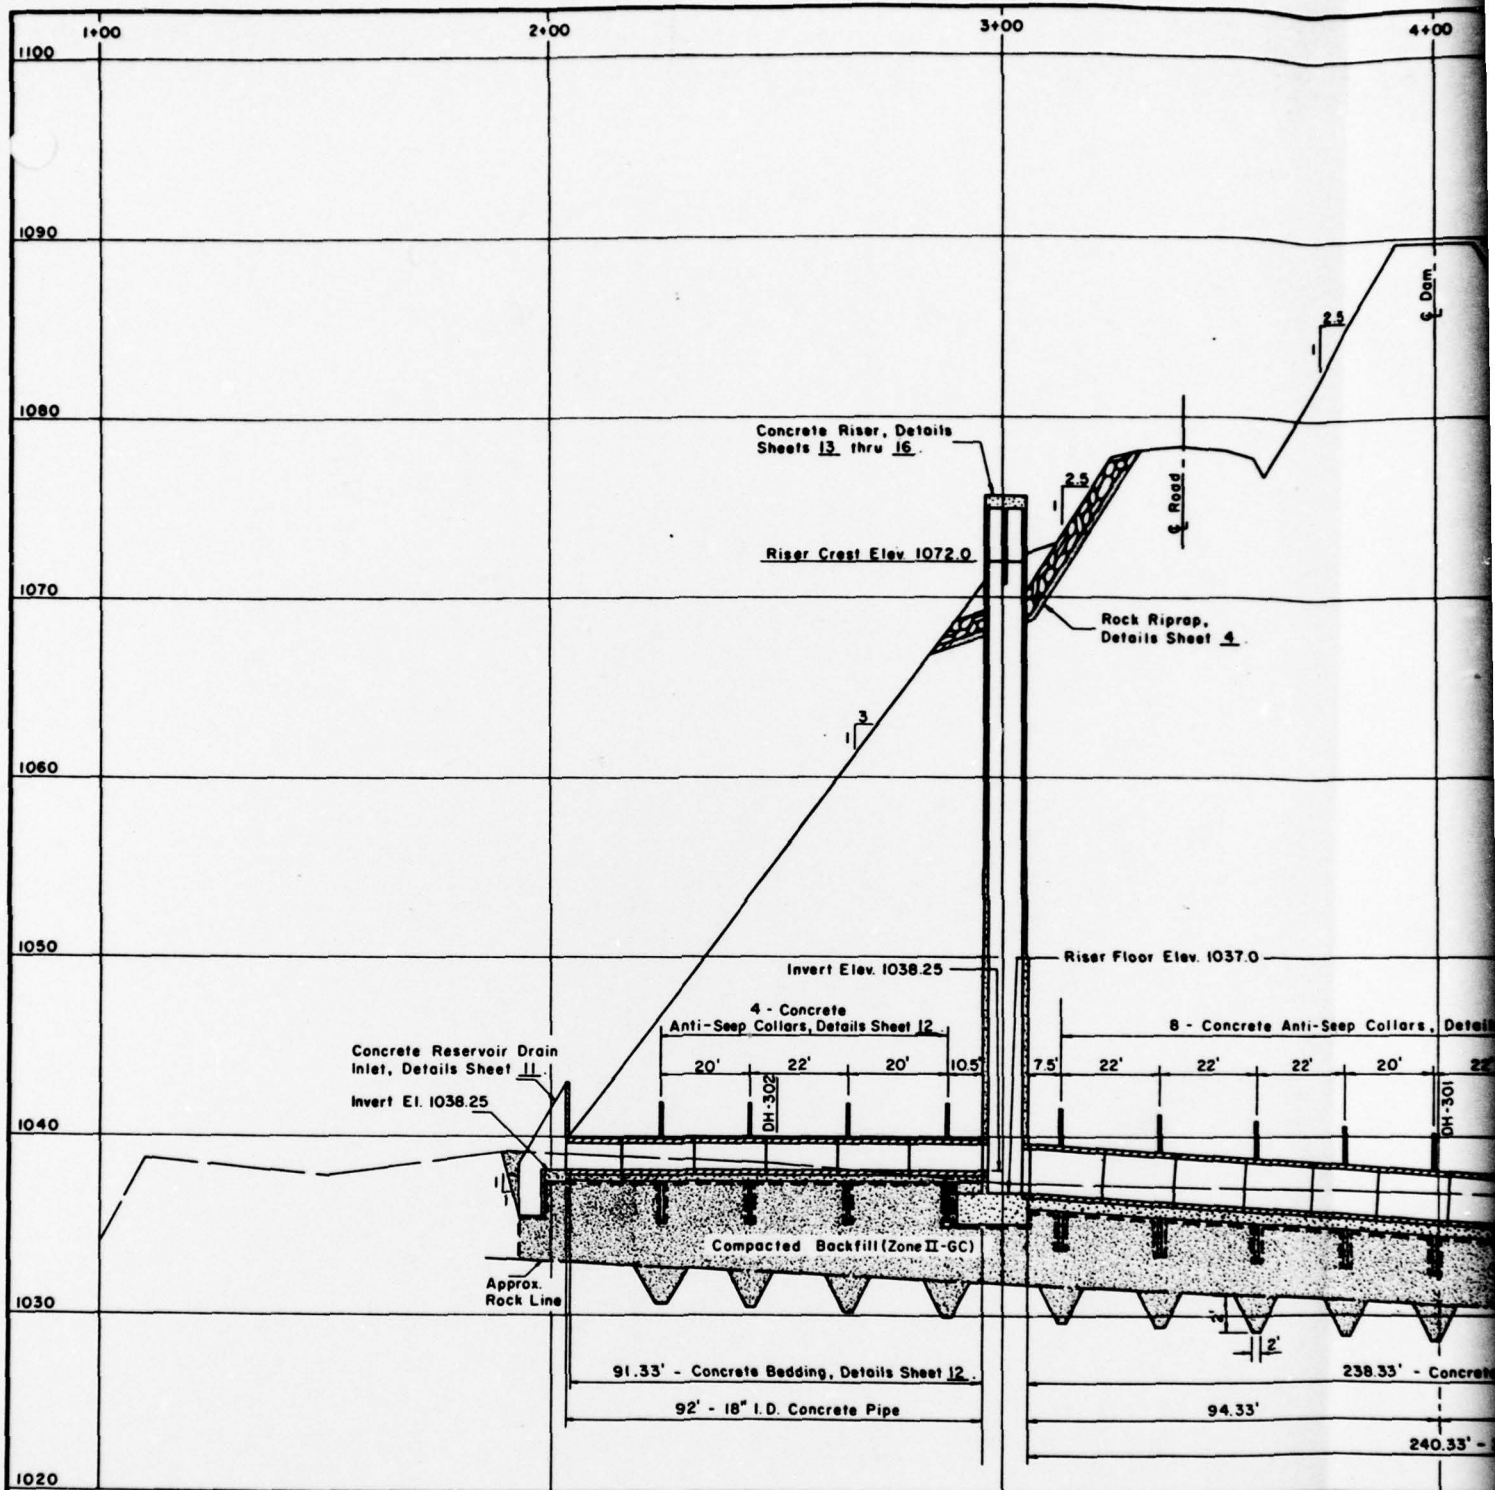 1+00 2+00 3+00 4+00
1100
1090
℄ Dam
2.5
1
1080
Concrete Riser, Details
Sheets 13 thru 16.
2.5
1
℄ Road
Riser Crest Elev. 1072.0
1070
Rock Riprap,
Details Sheet 4.
3
1
1060
1050
Invert Elev. 1038.25
Riser Floor Elev. 1037.0
4 - Concrete
Anti-Seep Collars, Details Sheet 12.
8 - Concrete Anti-Seep Collars,
Concrete Reservoir Drain
Inlet, Details Sheet 11.
20' 22' 20' 10.5' 7.5' 22' 22' 22' 20' 22'
DH-302
DH-301
Invert El. 1038.25
1040
1
1
Compacted Backfill (Zone II-GC)
Approx.
Rock Line
1030
2'
2'
91.33' - Concrete Bedding, Details Sheet 12.
238.33' - Concrete
92' - 18" I.D. Concrete Pipe
94.33'
240.33' -
1020